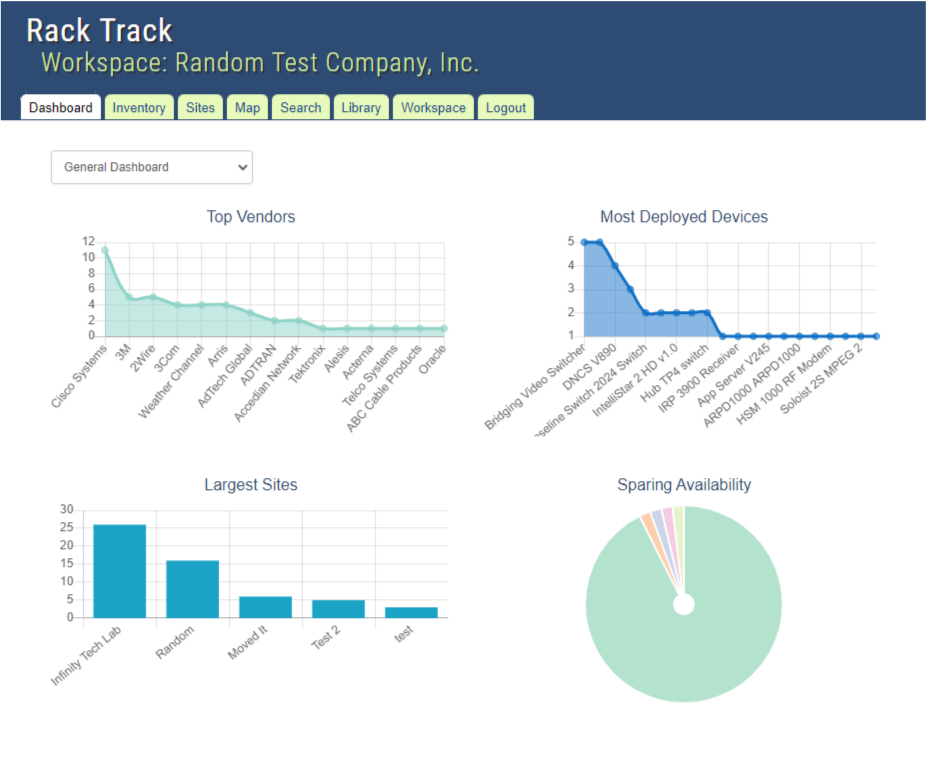 Rack Track
Workspace: Random Test Company, Inc.
Dashboard Inventory Sites Map Search Library Workspace Logout
General Dashboard
Top Vendors
12
10
8
6
4
2
0
Cisco Systems
3M
2Wire
3Com
Weather Channel
Arris
AdTech Global
ADTRAN
Accedian Network
Tektronix
Alesis
Acterna
Telco Systems
ABC Cable Products
Oracle
Most Deployed Devices
5
4
3
2
1
Bridging Video Switcher
DNCS V890
seline Switch 2024 Switch
IntelliStar 2 HD v1.0
Hub TP4 switch
IRP 3900 Receiver
App Server V245
ARPD1000 ARPD1000
HSM 1000 RF Modem
Soloist 2S MPEG 2
Largest Sites
30
25
20
15
10
5
0
Infinity Tech Lab
Random
Moved It
Test 2
test
Sparing Availability